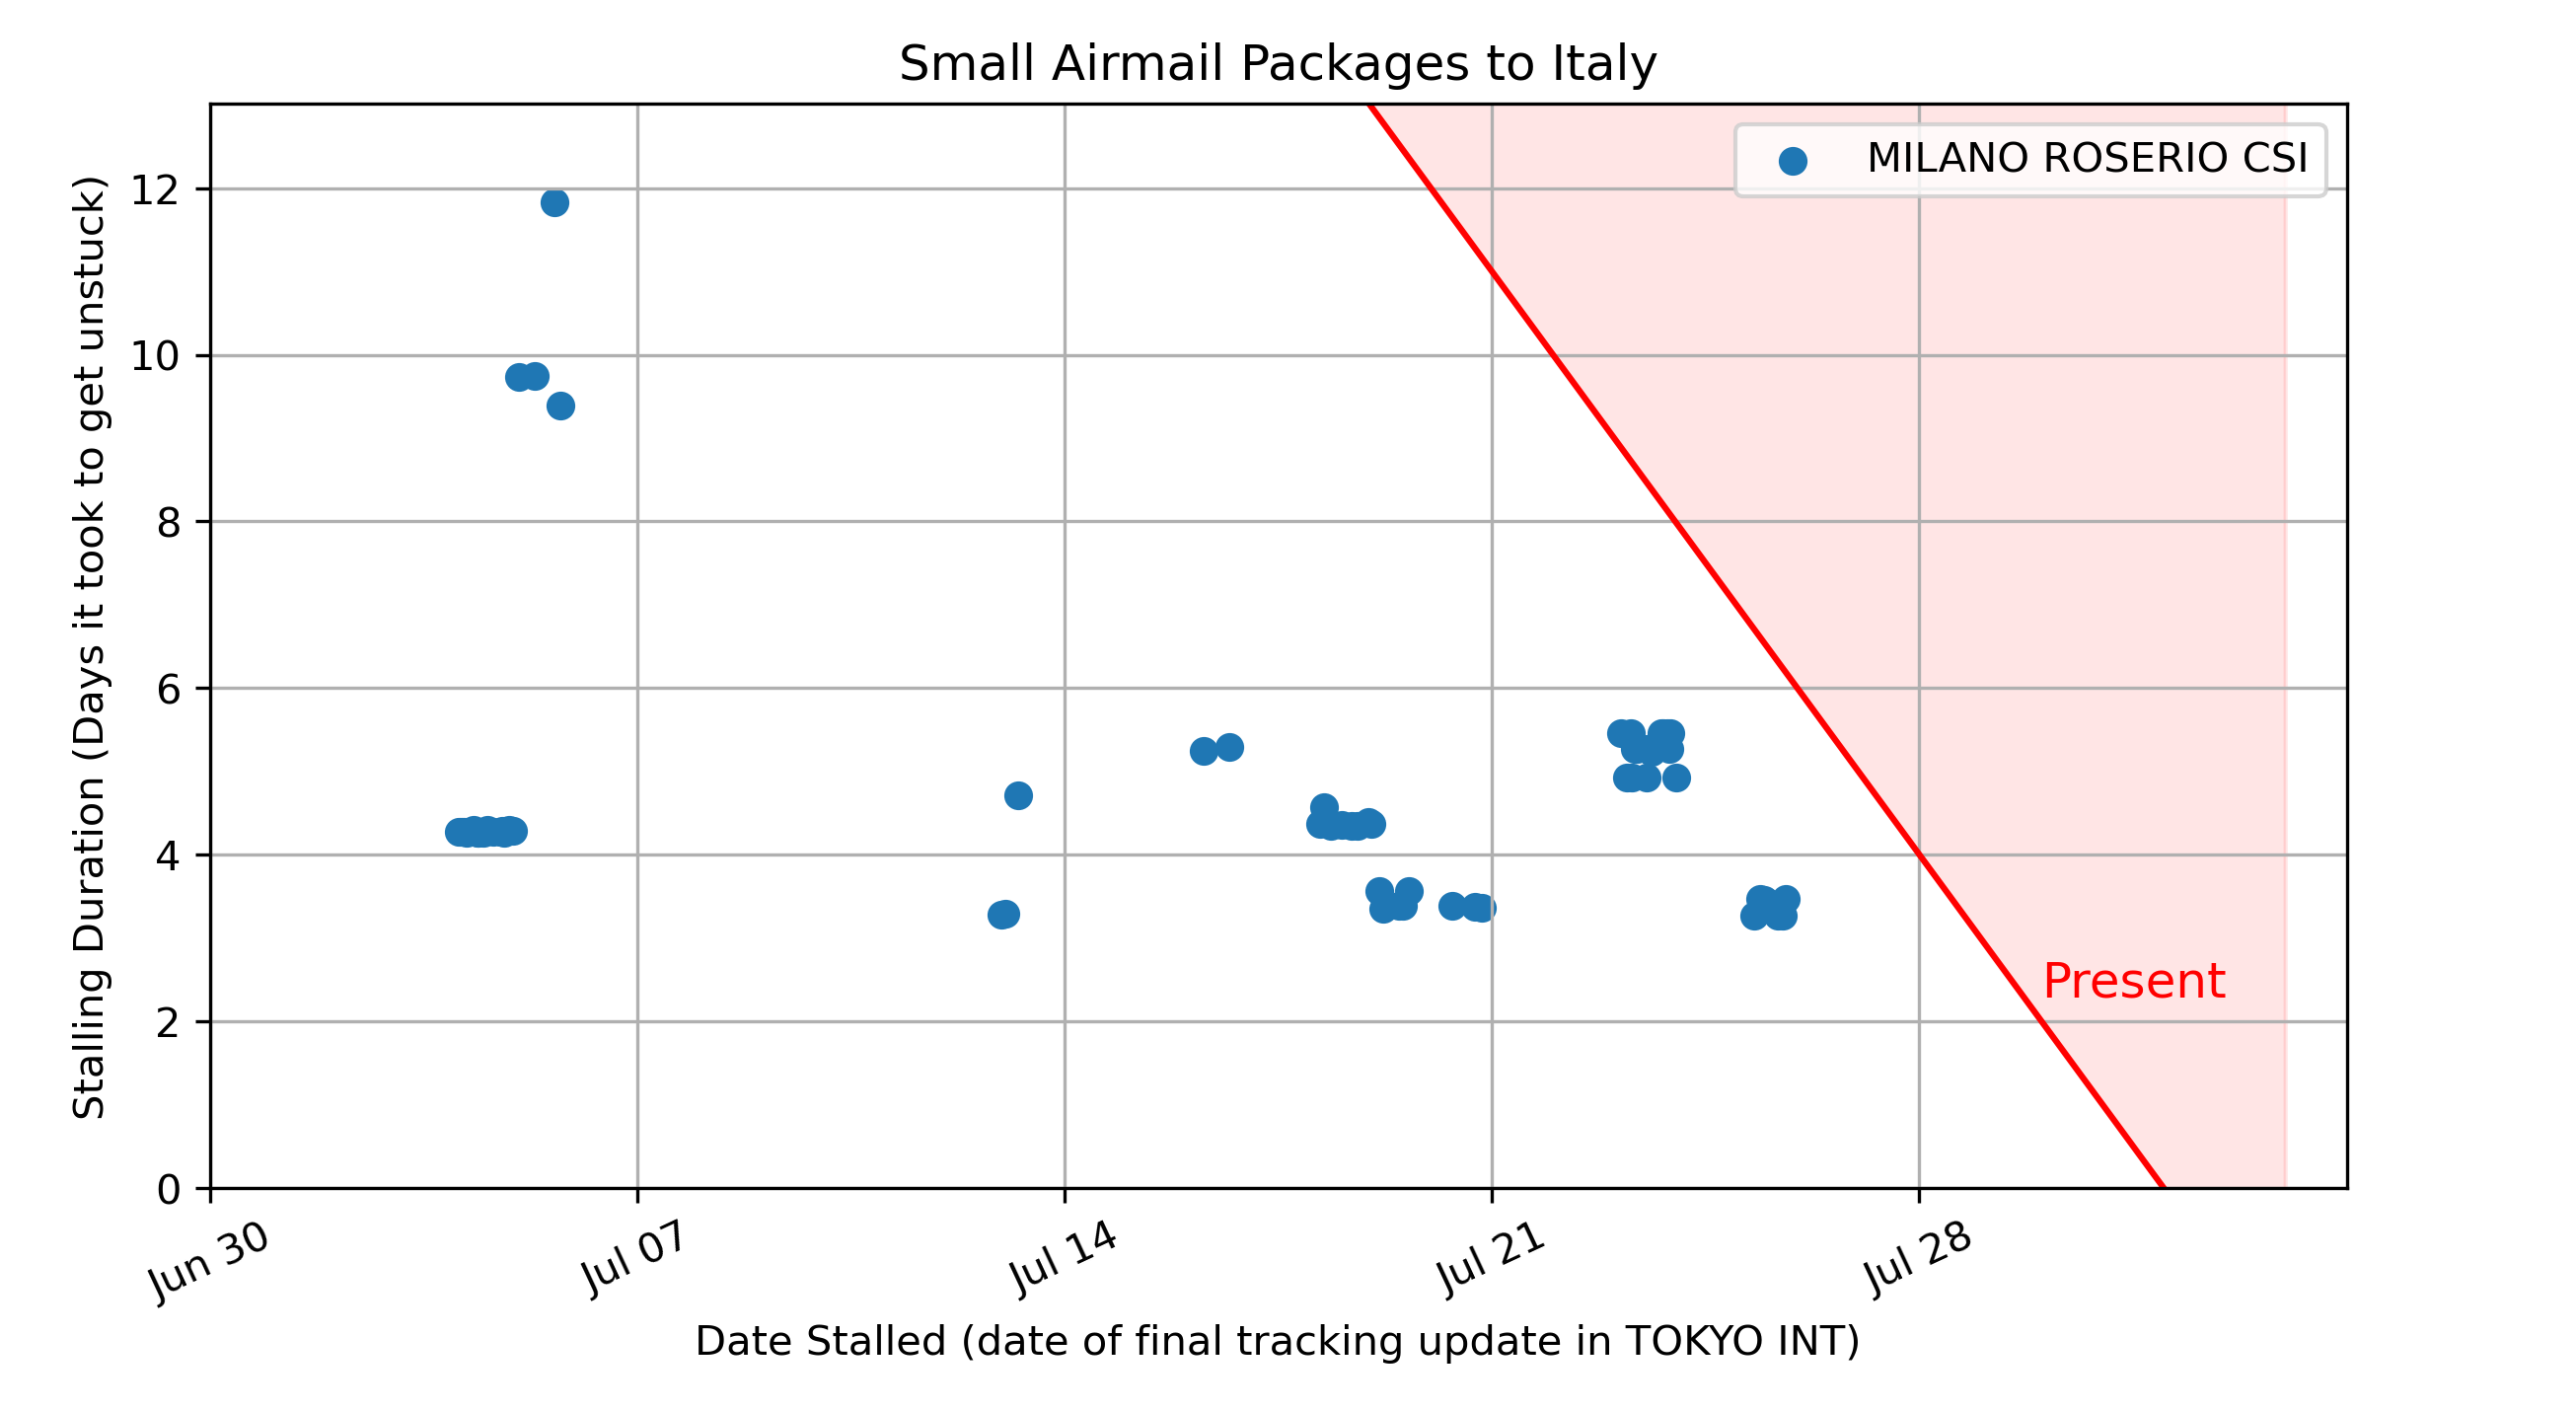 Small Airmail Packages to Italy
MILANO ROSERIO CSI
Stalling Duration (Days it took to get unstuck)
12
10
8
6
4
2
0
Present
Jun 30
Jul 07
Jul 14
Jul 21
Jul 28
Date Stalled (date of final tracking update in TOKYO INT)